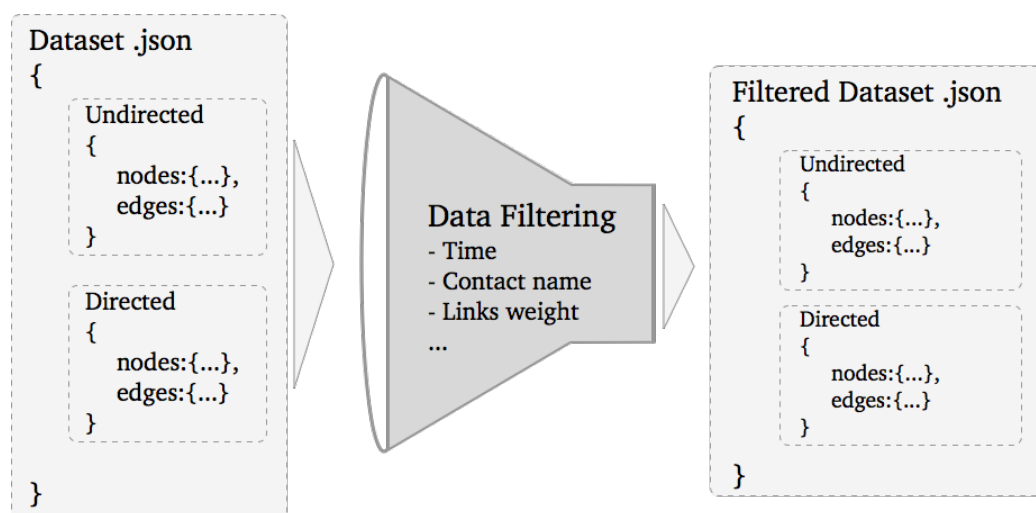 Dataset .json
{
Undirected
{
nodes:{...},
edges:{...}
}
Directed
{
nodes:{...},
edges:{...}
}
}
Data Filtering
- Time
- Contact name
- Links weight
...
Filtered Dataset .json
{
Undirected
{
nodes:{...},
edges:{...}
}
Directed
{
nodes:{...},
edges:{...}
}
}